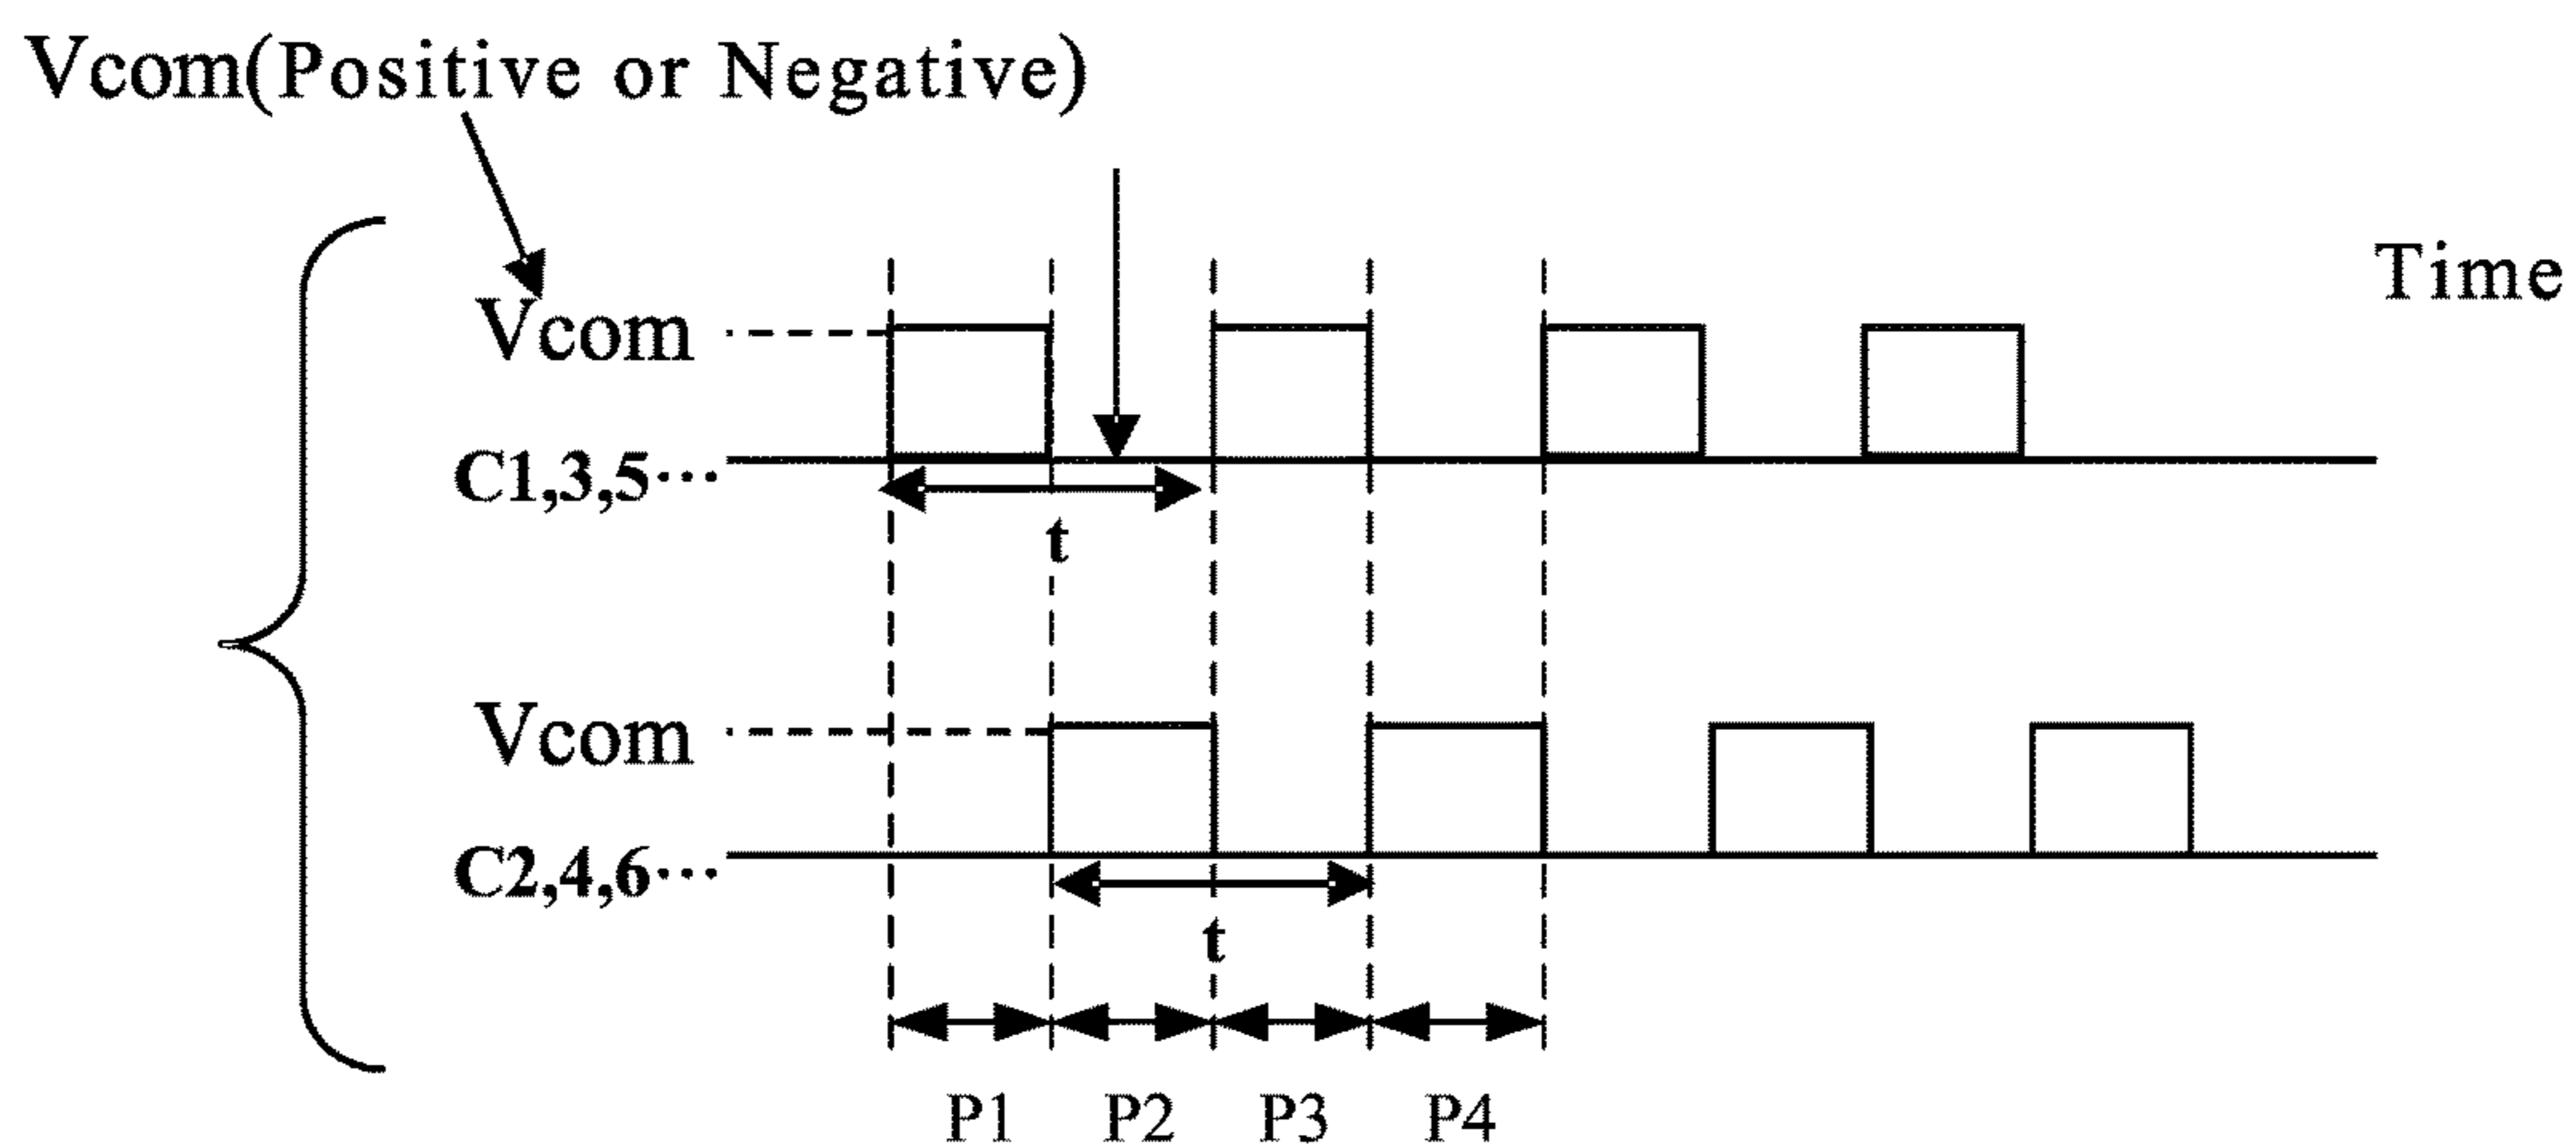 Vcom(Positive or Negative)
Time
Vcom
C1,3,5···
t
Vcom
C2,4,6···
t
P1 P2 P3 P4